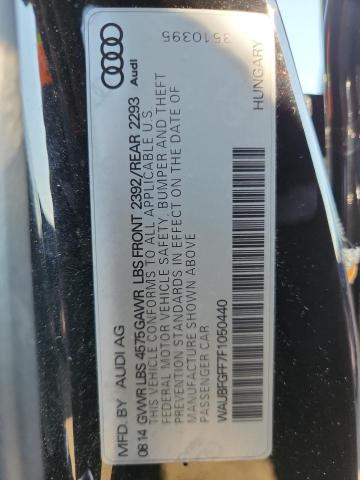 MFD. BY AUDI AG
08 14 GVWR LBS 4575 GAWR LBS FRONT 2392/REAR 2293
THIS VEHICLE CONFORMS TO ALL APPLICABLE U.S.
FEDERAL MOTOR VEHICLE SAFETY, BUMPER AND THEFT
PREVENTION STANDARDS IN EFFECT ON THE DATE OF
MANUFACTURE SHOWN ABOVE
PASSENGER CAR
WAUBFGFF7F1050440
HUNGARY
Audi
3510395